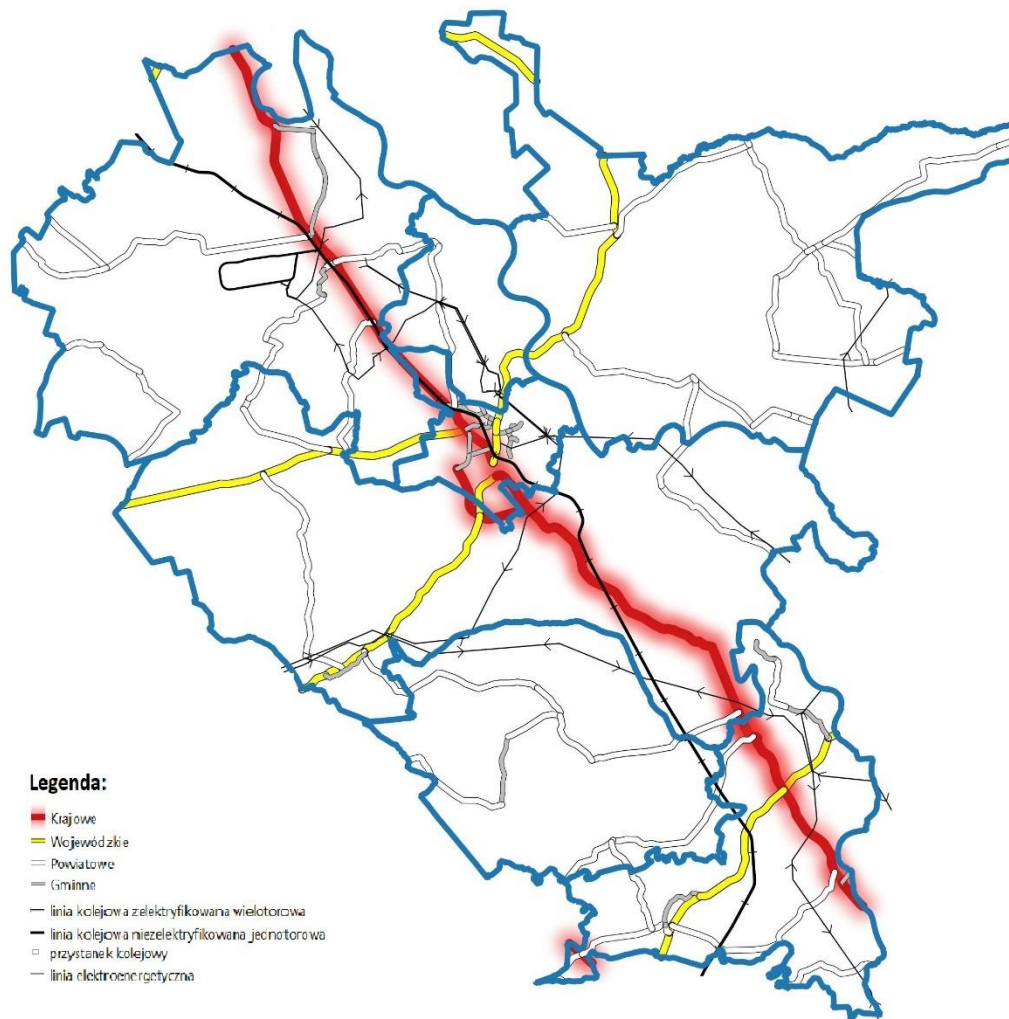 Legenda:
Krajowe
Wojewódzkie
Powiatowe
Gminne
linia kolejowa zelektryfikowana wielotorowa
linia kolejowa niezelektryfikowana jednotorowa
przystanek kolejowy
linia elektroenergetyczna